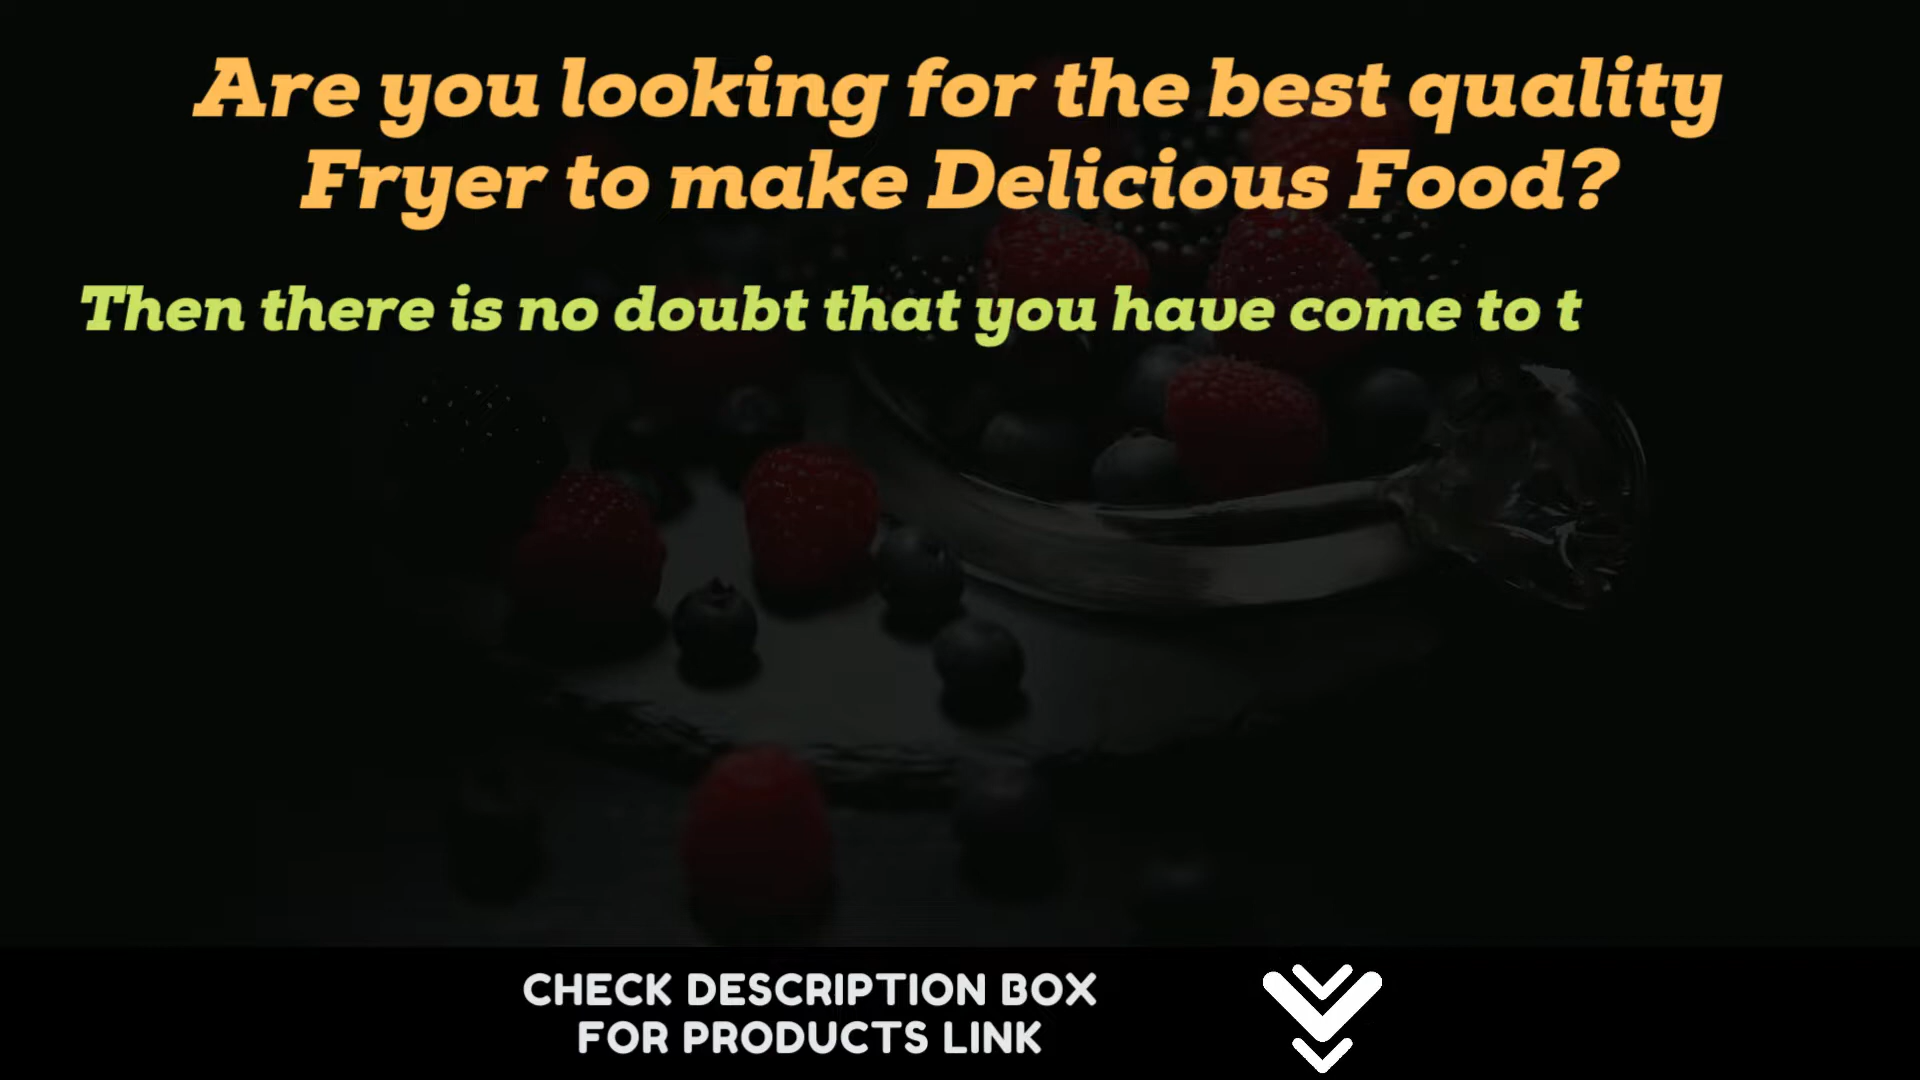 Are you looking for the best quality
Fryer to make Delicious Food?
Then there is no doubt that you have come to t
CHECK DESCRIPTION BOX
FOR PRODUCTS LINK